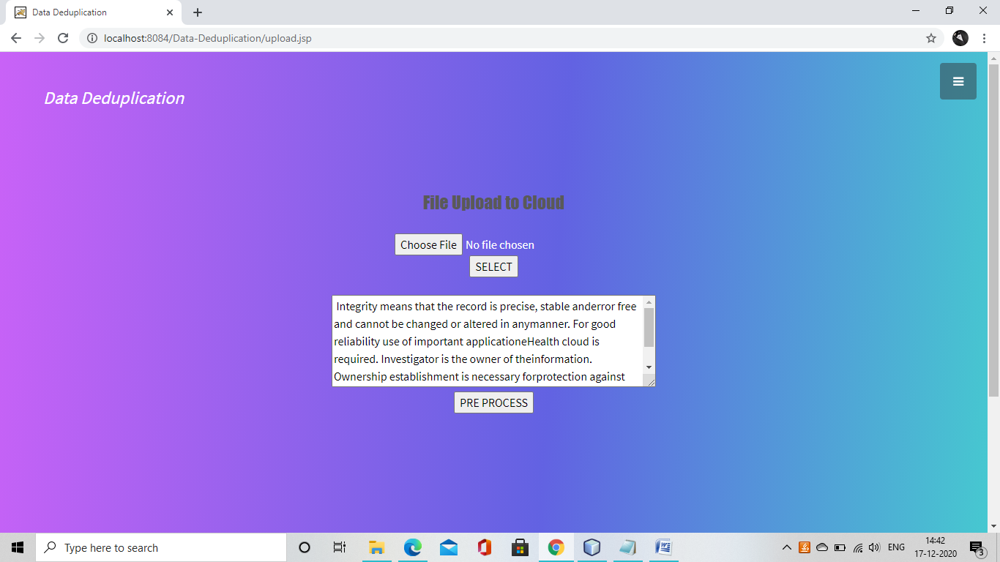 Data Deduplication
localhost:8084/Data-Deduplication/upload.jsp
Data Deduplication
File Upload to Cloud
Choose File No file chosen
SELECT
Integrity means that the record is precise, stable anderror free
and cannot be changed or altered in anymanner. For good
reliability use of important applicationeHealth cloud is
required. Investigator is the owner of theinformation.
Ownership establishment is necessary forprotection against
PRE PROCESS
Type here to search
ENG
14:42
17-12-2020
3